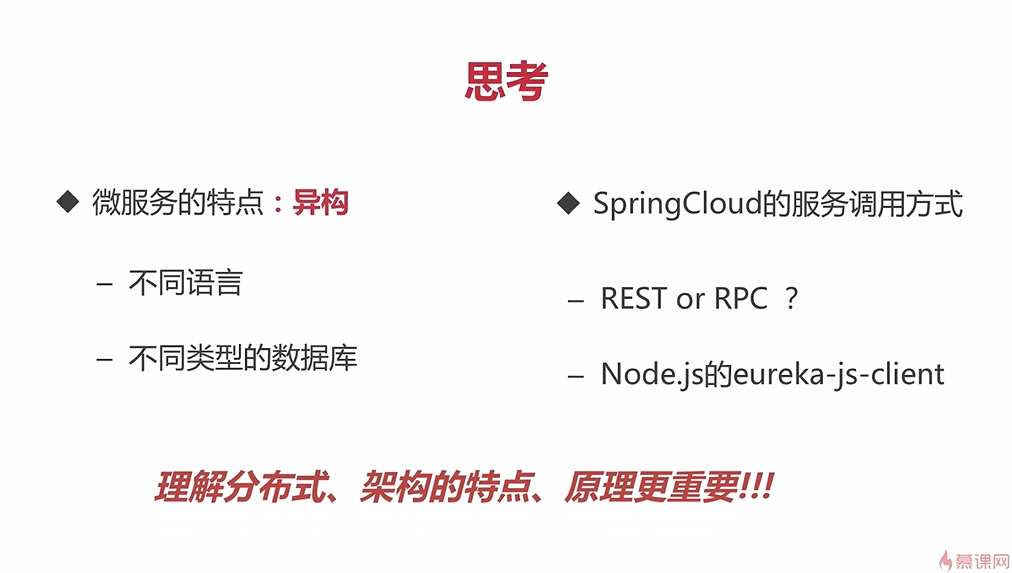 思考
◆ 微服务的特点：异构
– 不同语言
– 不同类型的数据库
◆ SpringCloud的服务调用方式
– REST or RPC ？
– Node.js的eureka-js-client
理解分布式、架构的特点、原理更重要!!!
慕课网